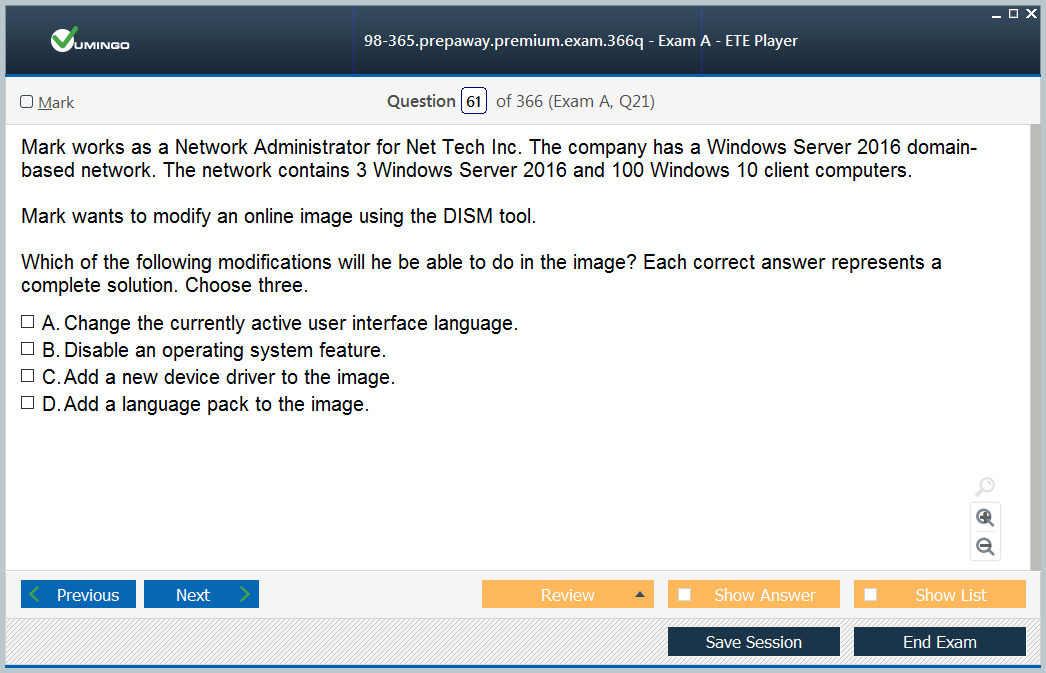 VUMINGO
98-365.prepaway.premium.exam.366q - Exam A - ETE Player
Mark
Question 61 of 366 (Exam A, Q21)
Mark works as a Network Administrator for Net Tech Inc. The company has a Windows Server 2016 domain-
based network. The network contains 3 Windows Server 2016 and 100 Windows 10 client computers.
Mark wants to modify an online image using the DISM tool.
Which of the following modifications will he be able to do in the image? Each correct answer represents a
complete solution. Choose three.
A. Change the currently active user interface language.
B. Disable an operating system feature.
C. Add a new device driver to the image.
D. Add a language pack to the image.
Previous Next Review Show Answer Show List
Save Session End Exam